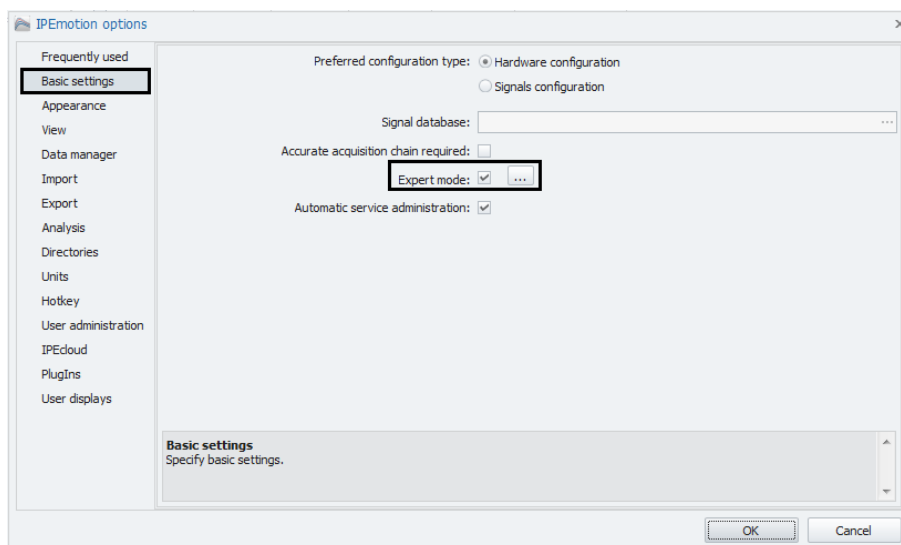 IPEmotion options
Frequently used
Basic settings
Appearance
View
Data manager
Import
Export
Analysis
Directories
Units
Hotkey
User administration
IPEcloud
PlugIns
User displays
Preferred configuration type: Hardware configuration
Signals configuration
Signal database:
...
Accurate acquisition chain required:
Expert mode: ...
Automatic service administration:
Basic settings
Specify basic settings.
OK Cancel